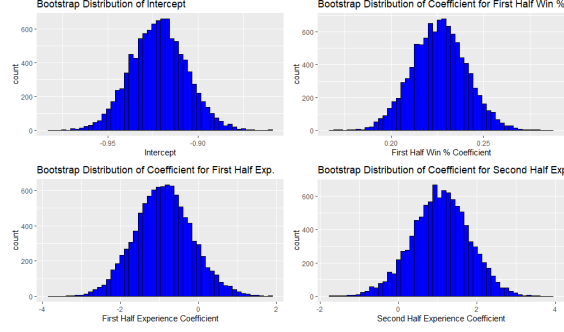 Bootstrap Distribution of Intercept
600
400
200
0
count
-0.95
-0.90
Intercept
Bootstrap Distribution of Coefficient for First Half Win %
600
400
200
0
count
0.20
0.25
First Half Win % Coefficient
Bootstrap Distribution of Coefficient for First Half Exp.
600
400
200
0
count
-4
-2
0
2
First Half Experience Coefficient
Bootstrap Distribution of Coefficient for Second Half Exp
600
400
200
0
count
-2
0
2
4
Second Half Experience Coefficient